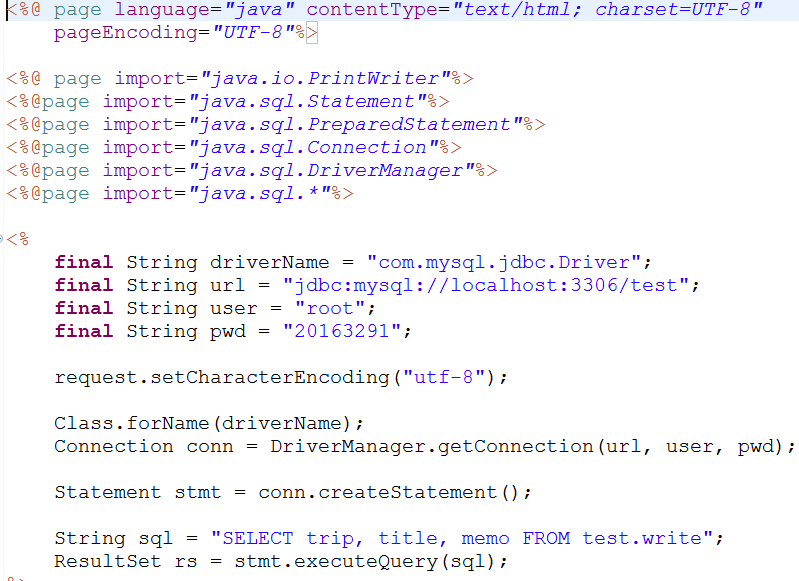 <%@ page language="java" contentType="text/html; charset=UTF-8"
    pageEncoding="UTF-8"%>
<%@ page import="java.io.PrintWriter"%>
<%@page import="java.sql.Statement"%>
<%@page import="java.sql.PreparedStatement"%>
<%@page import="java.sql.Connection"%>
<%@page import="java.sql.DriverManager"%>
<%@page import="java.sql.*"%>
<%
    final String driverName = "com.mysql.jdbc.Driver";
    final String url = "jdbc:mysql://localhost:3306/test";
    final String user = "root";
    final String pwd = "20163291";
    request.setCharacterEncoding("utf-8");
    Class.forName(driverName);
    Connection conn = DriverManager.getConnection(url, user, pwd);
    Statement stmt = conn.createStatement();
    String sql = "SELECT trip, title, memo FROM test.write";
    ResultSet rs = stmt.executeQuery(sql);